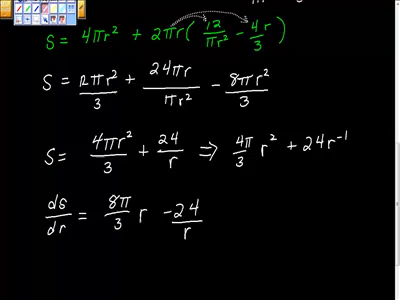 S = 4πr² + 2πr( 12/πr² - 4r/3 )
S = 12πr²/3 + 24πr/πr² - 8πr²/3
S = 4πr²/3 + 24/r ⇒ 4π/3 r² + 24r⁻¹
ds/dr = 8π/3 r - 24/r